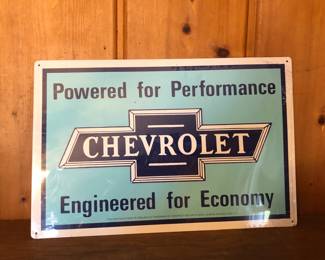 Powered for Performance
CHEVROLET
Engineered for Economy